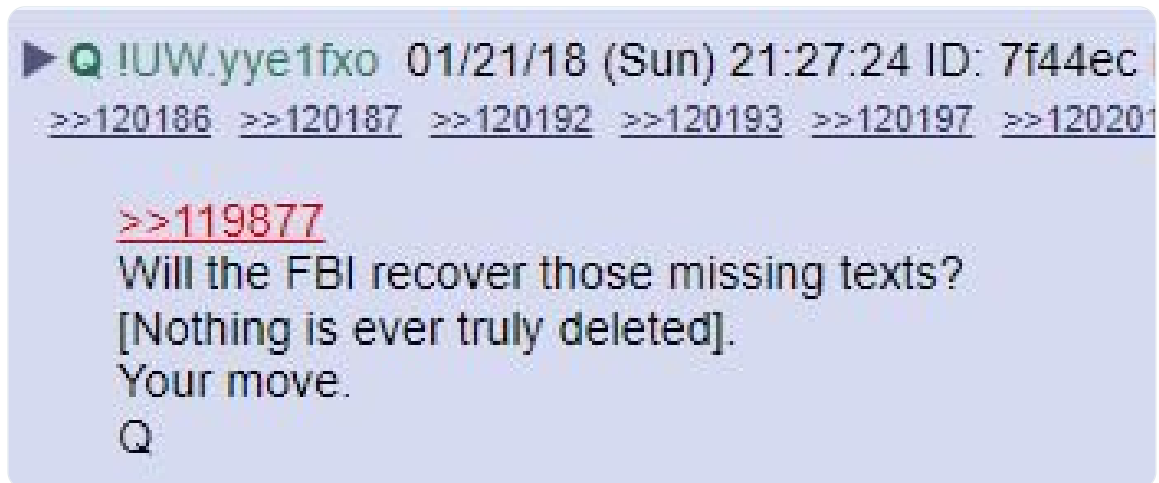 ▶ Q !UW.yye1fxo 01/21/18 (Sun) 21:27:24 ID: 7f44ec
>>120186 >>120187 >>120192 >>120193 >>120197 >>120201
>>119877
Will the FBI recover those missing texts?
[Nothing is ever truly deleted].
Your move.
Q